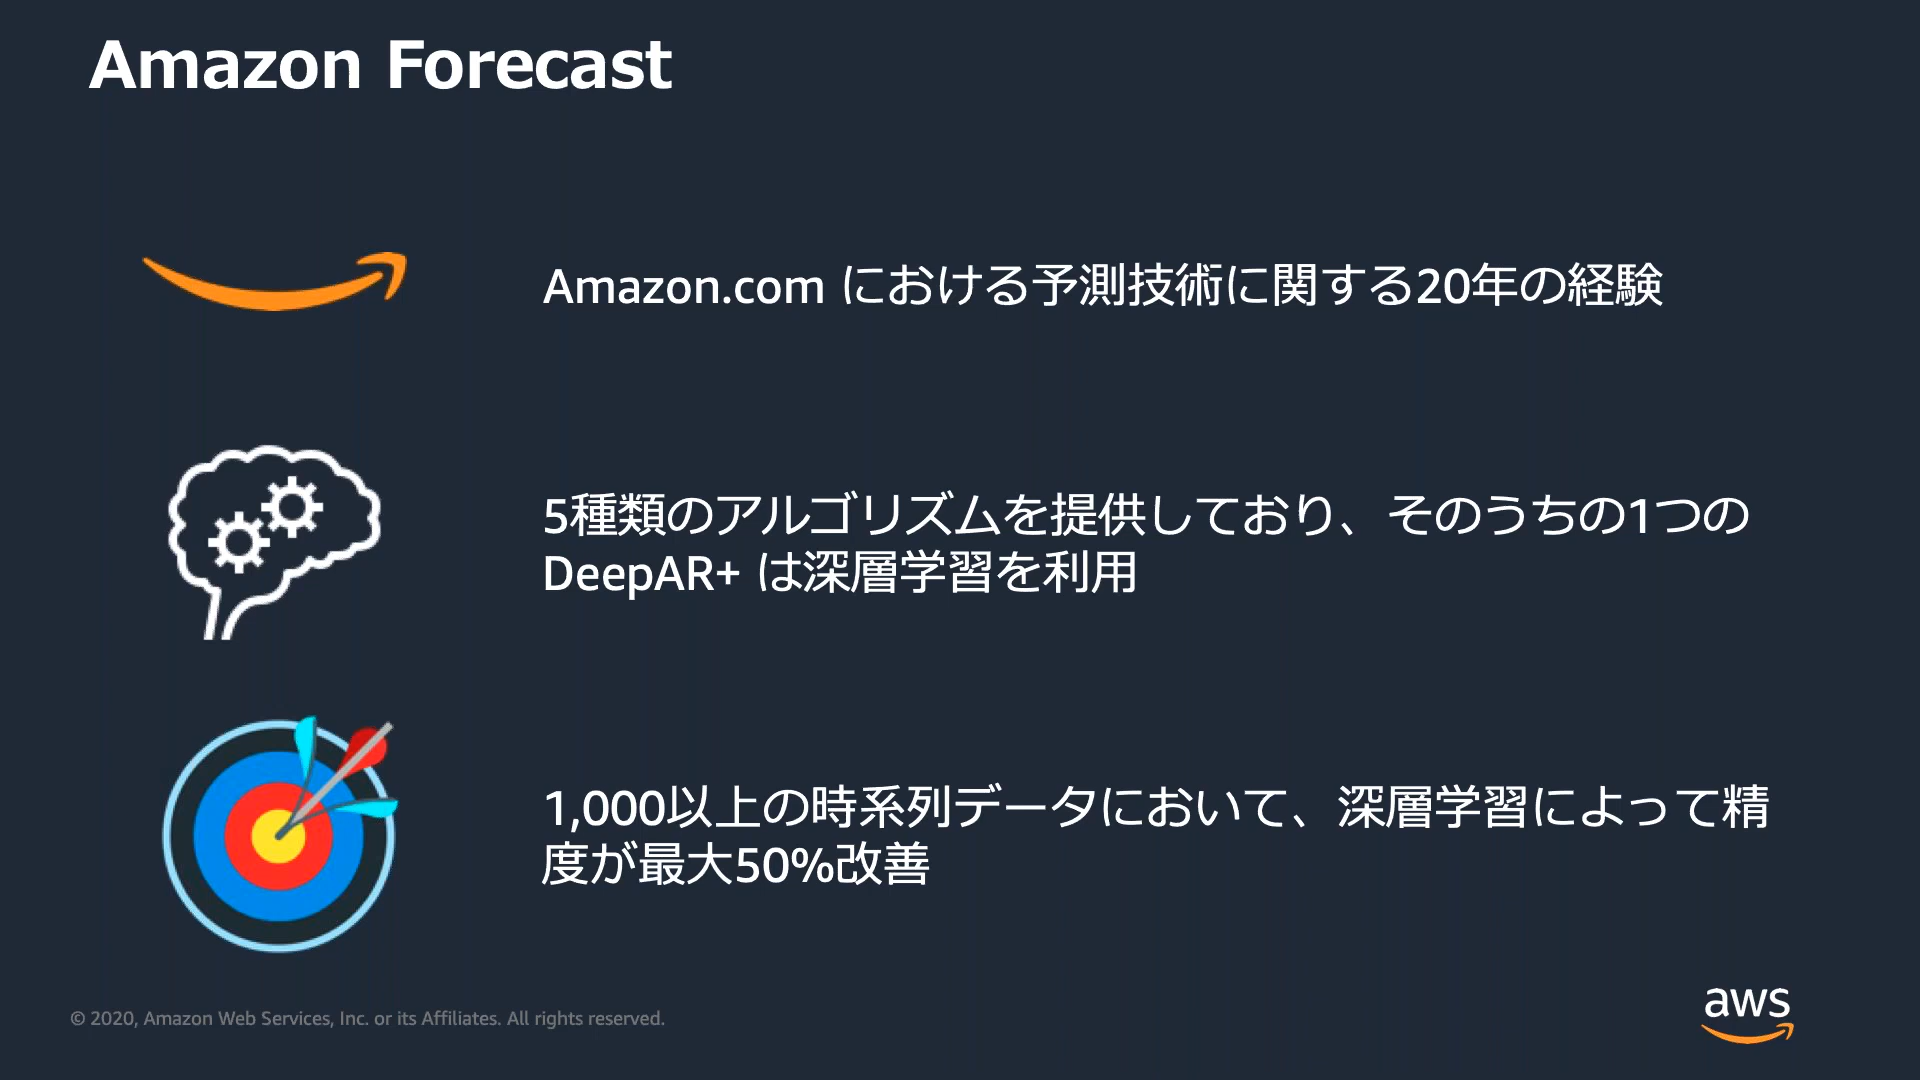 Amazon Forecast
Amazon.com における予測技術に関する20年の経験
5種類のアルゴリズムを提供しており、そのうちの1つの
DeepAR+ は深層学習を利用
1,000以上の時系列データにおいて、深層学習によって精
度が最大50%改善
© 2020, Amazon Web Services, Inc. or its Affiliates. All rights reserved.
aws